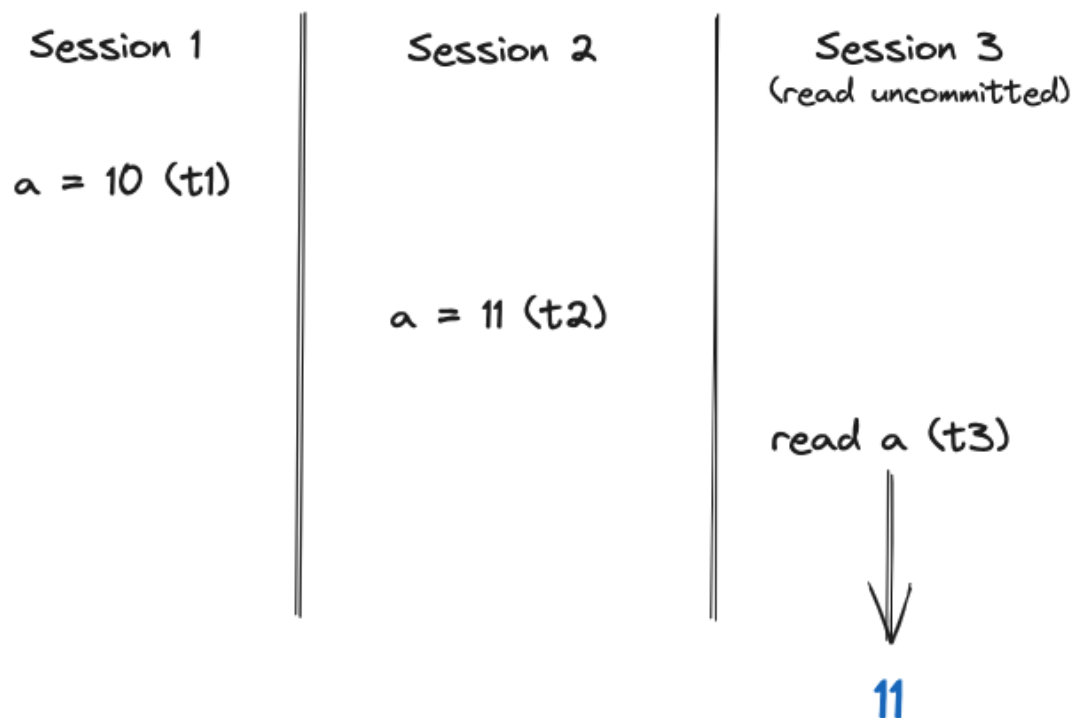 Session 1
Session 2
Session 3
(read uncommitted)
a = 10 (t1)
a = 11 (t2)
read a (t3)
11